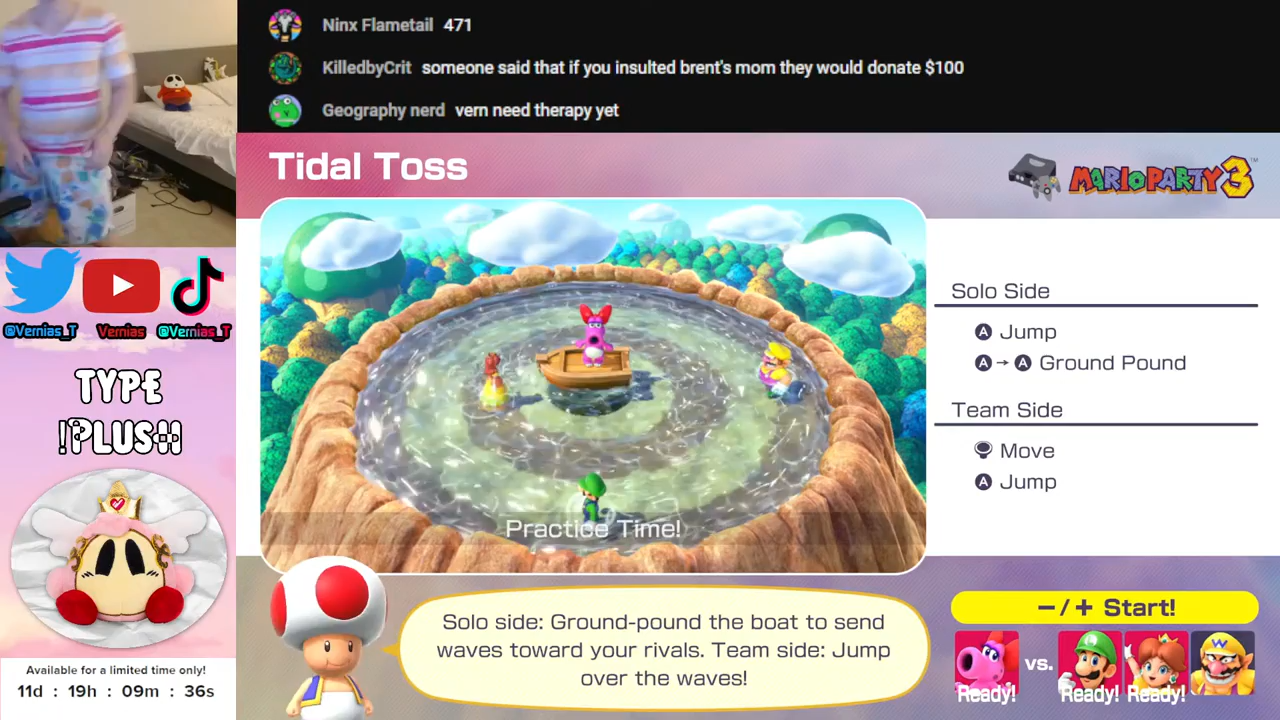 Ninx Flametail 471
KilledbyCrit someone said that if you insulted brent's mom they would donate $100
Geography nerd vern need therapy yet
Tidal Toss
MARIO PARTY 3™
Solo Side
A Jump
A → A Ground Pound
Team Side
Move
A Jump
Practice Time!
@Vernias_T Vernias @Vernias_T
TYPE
!PLUSH
Available for a limited time only!
11d : 19h : 09m : 36s
Solo side: Ground-pound the boat to send
waves toward your rivals. Team side: Jump
over the waves!
−/+ Start!
vs.
Ready! Ready! Ready!